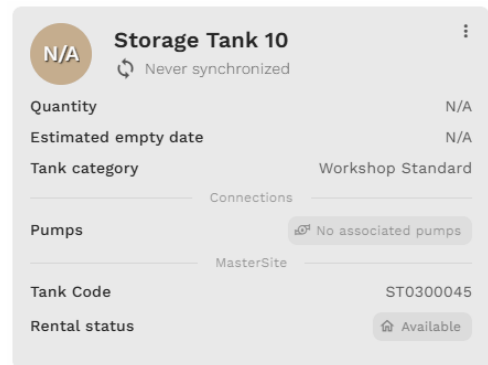 N/A
Storage Tank 10
Never synchronized
Quantity N/A
Estimated empty date N/A
Tank category Workshop Standard
Connections
Pumps No associated pumps
MasterSite
Tank Code ST0300045
Rental status Available